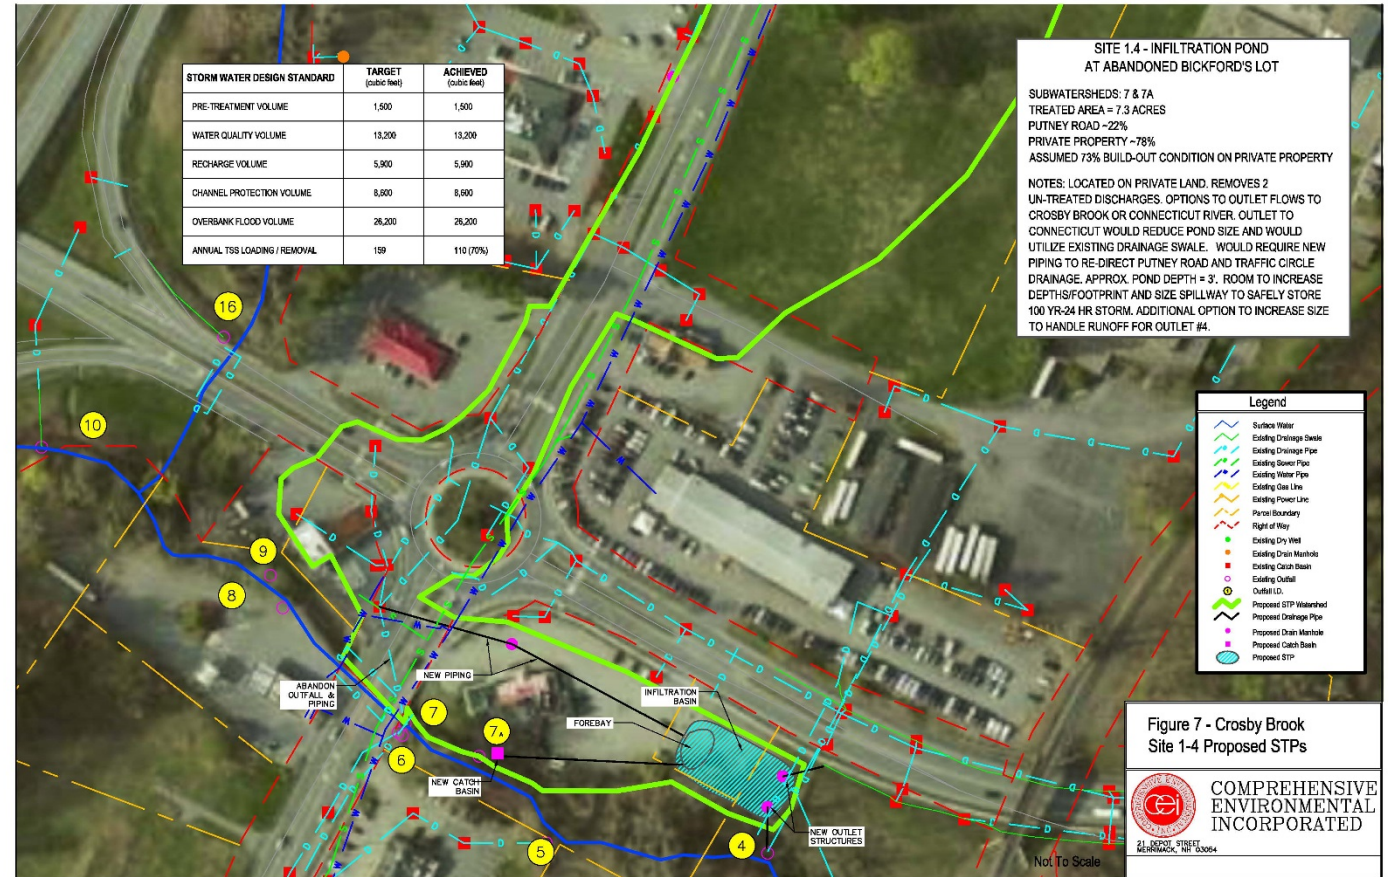 STORM WATER DESIGN STANDARD TARGET (cubic feet) ACHIEVED (cubic feet)
PRE-TREATMENT VOLUME 1,500 1,500
WATER QUALITY VOLUME 13,200 13,200
RECHARGE VOLUME 5,900 5,900
CHANNEL PROTECTION VOLUME 8,600 8,600
OVERBANK FLOOD VOLUME 26,200 26,200
ANNUAL TSS LOADING / REMOVAL 159 110 (70%)
SITE 1.4 - INFILTRATION POND
AT ABANDONED BICKFORD'S LOT
SUBWATERSHEDS: 7 & 7A
TREATED AREA = 7.3 ACRES
PUTNEY ROAD ~22%
PRIVATE PROPERTY ~78%
ASSUMED 73% BUILD-OUT CONDITION ON PRIVATE PROPERTY
NOTES: LOCATED ON PRIVATE LAND. REMOVES 2
UN-TREATED DISCHARGES. OPTIONS TO OUTLET FLOWS TO
CROSBY BROOK OR CONNECTICUT RIVER. OUTLET TO
CONNECTICUT WOULD REDUCE POND SIZE AND WOULD
UTILIZE EXISTING DRAINAGE SWALE. WOULD REQUIRE NEW
PIPING TO RE-DIRECT PUTNEY ROAD AND TRAFFIC CIRCLE
DRAINAGE. APPROX. POND DEPTH = 3'. ROOM TO INCREASE
DEPTHS/FOOTPRINT AND SIZE SPILLWAY TO SAFELY STORE
100 YR-24 HR STORM. ADDITIONAL OPTION TO INCREASE SIZE
TO HANDLE RUNOFF FOR OUTLET #4.
16
10
9
8
7
7A
6
5
4
ABANDON
OUTFALL &
PIPING
NEW PIPING
INFILTRATION
BASIN
FOREBAY
NEW CATCH
BASIN
NEW OUTLET
STRUCTURES
Legend
Surface Water
Existing Drainage Swale
Existing Drainage Pipe
Existing Sewer Pipe
Existing Water Pipe
Existing Gas Line
Existing Power Line
Parcel Boundary
Right of Way
Existing Dry Well
Existing Drain Manhole
Existing Catch Basin
Existing Outfall
Outfall I.D.
Proposed STP Watershed
Proposed Drainage Pipe
Proposed Drain Manhole
Proposed Catch Basin
Proposed STP
Figure 7 - Crosby Brook
Site 1-4 Proposed STPs
cei
COMPREHENSIVE
ENVIRONMENTAL
INCORPORATED
21 DEPOT STREET
MERRIMACK, NH 03054
Not To Scale